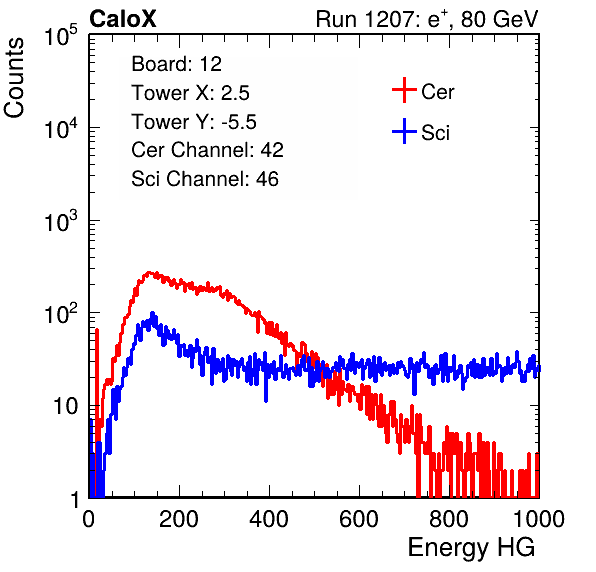 CaloX Run 1207: e⁺, 80 GeV
Counts
Board: 12
Tower X: 2.5
Tower Y: -5.5
Cer Channel: 42
Sci Channel: 46
Cer
Sci
10⁵
10⁴
10³
10²
10
1
0 200 400 600 800 1000
Energy HG